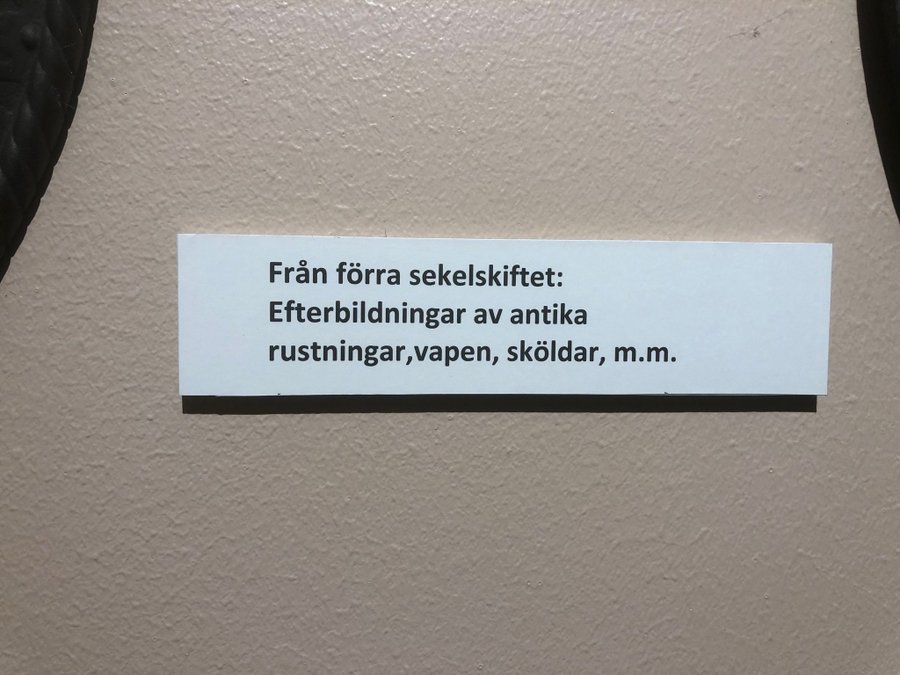 Från förra sekelskiftet:
Efterbildningar av antika
rustningar,vapen, sköldar, m.m.